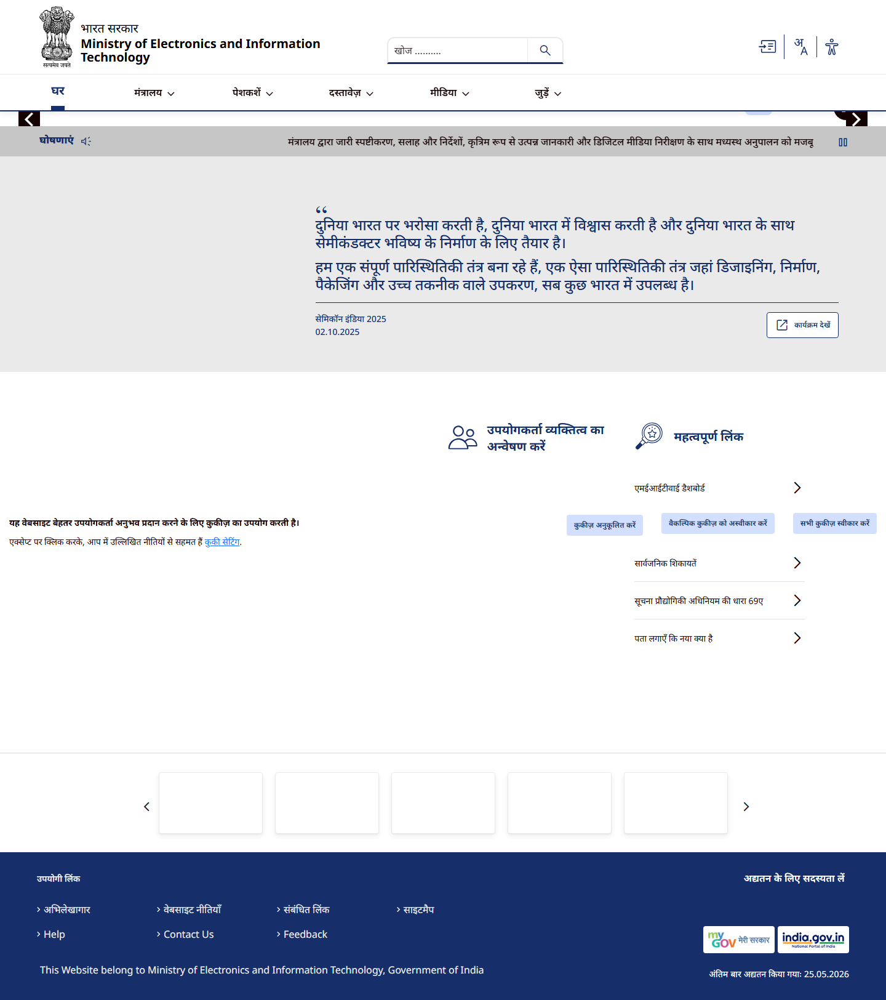 भारत सरकार
Ministry of Electronics and Information
Technology
सत्यमेव जयते
खोज ..........
अ
A
घर
मंत्रालय
पेशकशें
दस्तावेज़
मीडिया
जुड़ें
घोषणाएं
मंत्रालय द्वारा जारी स्पष्टीकरण, सलाह और निर्देशों, कृत्रिम रूप से उत्पन्न जानकारी और डिजिटल मीडिया निरीक्षण के साथ मध्यस्थ अनुपालन को मजबू
“
दुनिया भारत पर भरोसा करती है, दुनिया भारत में विश्वास करती है और दुनिया भारत के साथ
सेमीकंडक्टर भविष्य के निर्माण के लिए तैयार है।
हम एक संपूर्ण पारिस्थितिकी तंत्र बना रहे हैं, एक ऐसा पारिस्थितिकी तंत्र जहां डिजाइनिंग, निर्माण,
पैकेजिंग और उच्च तकनीक वाले उपकरण, सब कुछ भारत में उपलब्ध है।
सेमिकॉन इंडिया 2025
02.10.2025
कार्यक्रम देखें
उपयोगकर्ता व्यक्तित्व का
अन्वेषण करें
महत्वपूर्ण लिंक
एमईआईटीवाई डैशबोर्ड
यह वेबसाइट बेहतर उपयोगकर्ता अनुभव प्रदान करने के लिए कुकीज़ का उपयोग करती है।
एक्सेप्ट पर क्लिक करके, आप में उल्लिखित नीतियों से सहमत हैं कुकी सेटिंग.
कुकीज़ अनुकूलित करें
वैकल्पिक कुकीज़ को अस्वीकार करें
सभी कुकीज़ स्वीकार करें
सार्वजनिक शिकायतें
सूचना प्रौद्योगिकी अधिनियम की धारा 69ए
पता लगाएँ कि नया क्या है
उपयोगी लिंक
अद्यतन के लिए सदस्यता लें
अभिलेखागार
वेबसाइट नीतियाँ
संबंधित लिंक
साइटमैप
Help
Contact Us
Feedback
my GOV मेरी सरकार
india.gov.in
National Portal of India
This Website belong to Ministry of Electronics and Information Technology, Government of India
अंतिम बार अद्यतन किया गयाः 25.05.2026